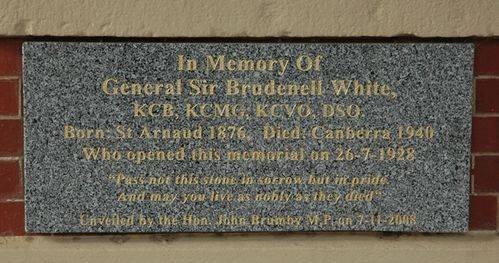 In Memory Of
General Sir Brudenell White,
KCB, KCMG, KCVO, DSO.
Born: St Arnaud 1876,  Died: Canberra 1940
Who opened this memorial on 26-7-1928
"Pass not this stone in sorrow but in pride.
And may you live as nobly as they died"
Unveiled by the Hon. John Brumby M.P. on 7-11-2008